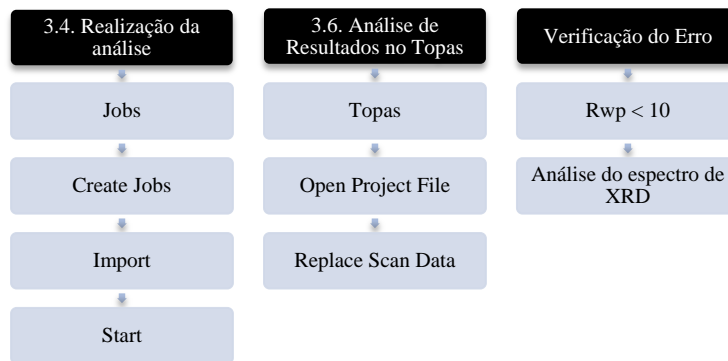 3.4. Realização da
análise
Jobs
Create Jobs
Import
Start
3.6. Análise de
Resultados no Topas
Topas
Open Project File
Replace Scan Data
Verificação do Erro
Rwp < 10
Análise do espectro de
XRD